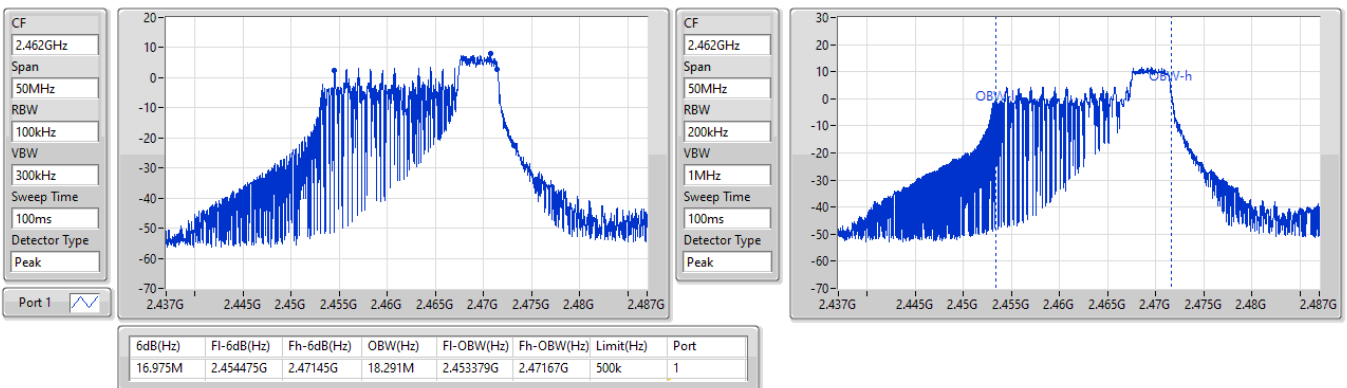 CF
2.462GHz
Span
50MHz
RBW
100kHz
VBW
300kHz
Sweep Time
100ms
Detector Type
Peak
Port 1
20
10
0
-10
-20
-30
-40
-50
-60
-70
2.437G 2.445G 2.45G 2.455G 2.46G 2.465G 2.47G 2.475G 2.48G 2.487G
CF
2.462GHz
Span
50MHz
RBW
200kHz
VBW
1MHz
Sweep Time
100ms
Detector Type
Peak
30
20
10
0
-10
-20
-30
-40
-50
-60
-70
OBW-h
2.437G 2.445G 2.45G 2.455G 2.46G 2.465G 2.47G 2.475G 2.48G 2.487G
6dB(Hz) Fl-6dB(Hz) Fh-6dB(Hz) OBW(Hz) Fl-OBW(Hz) Fh-OBW(Hz) Limit(Hz) Port
16.975M 2.454475G 2.47145G 18.291M 2.453379G 2.47167G 500k 1